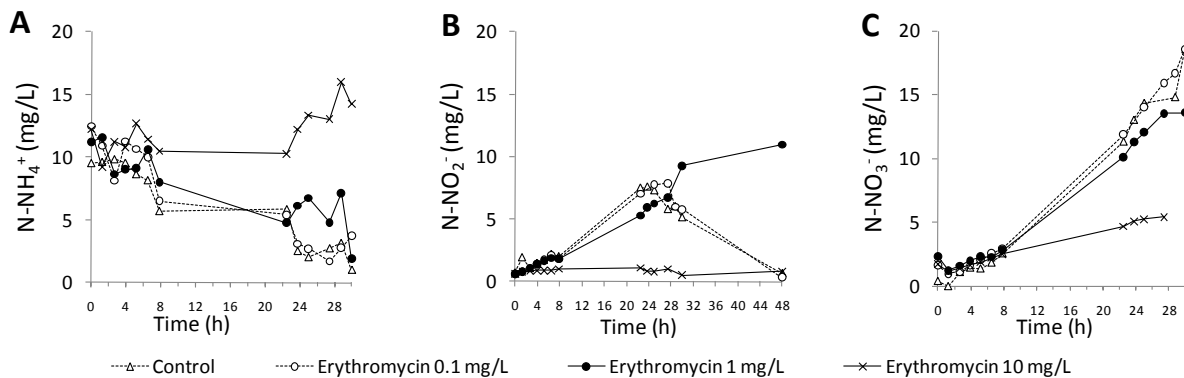 A
B
C
20
15
10
5
0
N-NH₄⁺ (mg/L)
0 4 8 12 16 20 24 28
Time (h)
20
15
10
5
0
N-NO₂⁻ (mg/L)
0 4 8 12 16 20 24 28 32 36 40 44 48
Time (h)
20
15
10
5
0
N-NO₃⁻ (mg/L)
0 4 8 12 16 20 24 28
Time (h)
Control Erythromycin 0.1 mg/L Erythromycin 1 mg/L Erythromycin 10 mg/L